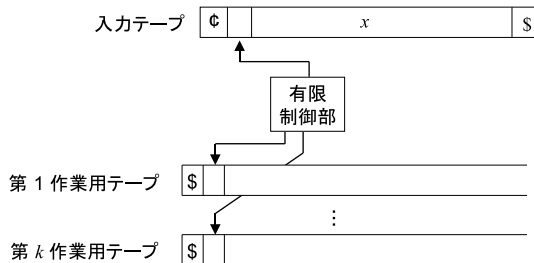 入力テープ ¢ x $
有限
制御部
第 1 作業用テープ $
⋮
第 k 作業用テープ $